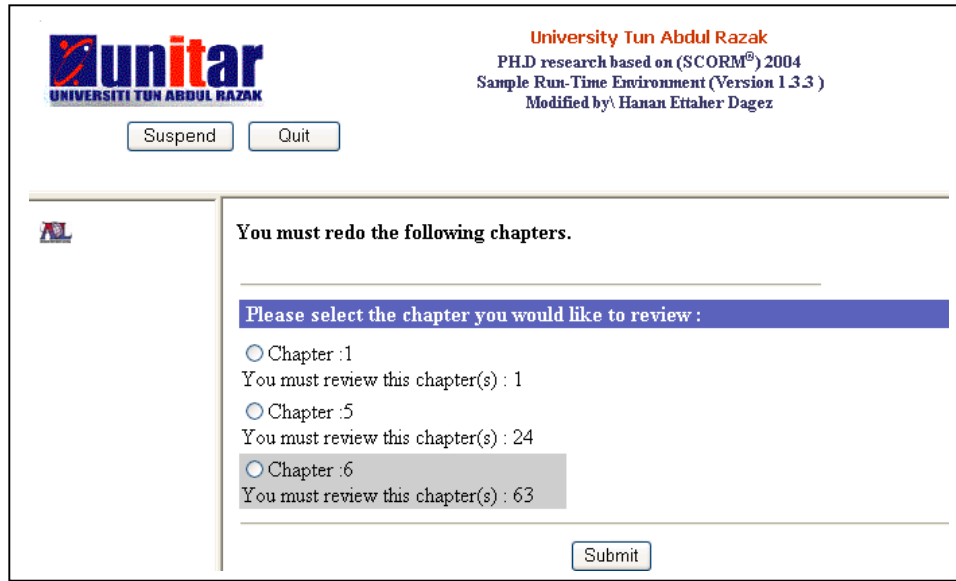 unitar
UNIVERSITI TUN ABDUL RAZAK
University Tun Abdul Razak
PH.D research based on (SCORM®) 2004
Sample Run-Time Environment (Version 1.3.3 )
Modified by\ Hanan Ettaher Dagez
Suspend Quit
ADL
You must redo the following chapters.
Please select the chapter you would like to review :
Chapter :1
You must review this chapter(s) : 1
Chapter :5
You must review this chapter(s) : 24
Chapter :6
You must review this chapter(s) : 63
Submit